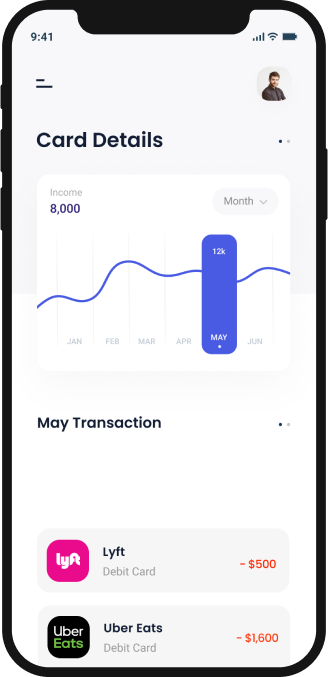 9:41
Card Details
Income
8,000
Month
12k
JAN
FEB
MAR
APR
MAY
JUN
May Transaction
lyft
Lyft
Debit Card
- $500
Uber
Eats
Uber Eats
Debit Card
- $1,600